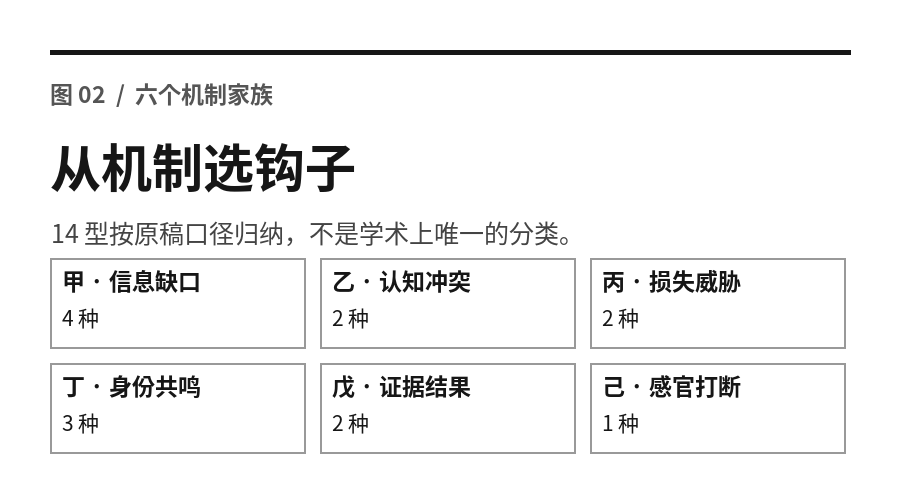 图 02 / 六个机制家族
从机制选钩子
14 型按原稿口径归纳，不是学术上唯一的分类。
甲 · 信息缺口
4 种
乙 · 认知冲突
2 种
丙 · 损失威胁
2 种
丁 · 身份共鸣
3 种
戊 · 证据结果
2 种
己 · 感官打断
1 种